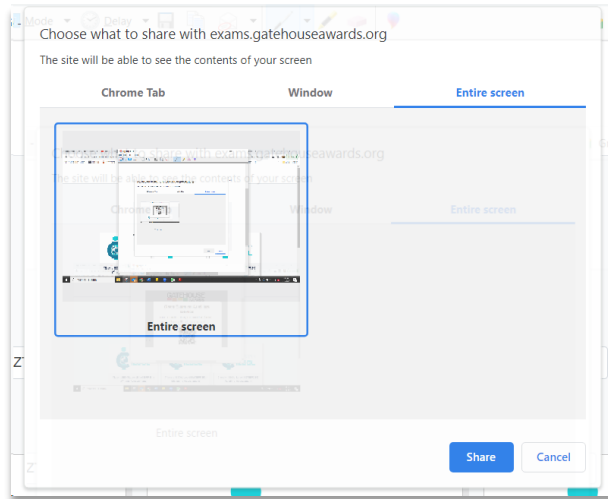 Mode Delay
Choose what to share with exams.gatehouseawards.org
The site will be able to see the contents of your screen
Chrome Tab Window Entire screen
Choose what to share with exams.gatehouseawards.org
The site will be able to see the contents of your screen
Chrome Tab Window Entire screen
Entire screen
Entire screen
Share Cancel